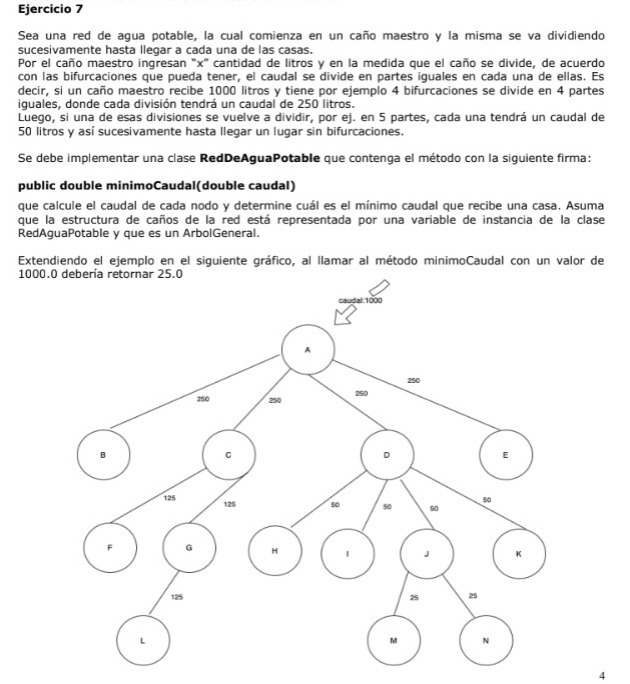 Ejercicio 7
Sea una red de agua potable, la cual comienza en un caño maestro y la misma se va dividiendo
sucesivamente hasta llegar a cada una de las casas.
Por el caño maestro ingresan "x" cantidad de litros y en la medida que el caño se divide, de acuerdo
con las bifurcaciones que pueda tener, el caudal se divide en partes iguales en cada una de ellas. Es
decir, si un caño maestro recibe 1000 litros y tiene por ejemplo 4 bifurcaciones se divide en 4 partes
iguales, donde cada división tendrá un caudal de 250 litros.
Luego, si una de esas divisiones se vuelve a dividir, por ej. en 5 partes, cada una tendrá un caudal de
50 litros y así sucesivamente hasta llegar un lugar sin bifurcaciones.
Se debe implementar una clase RedDeAguaPotable que contenga el método con la siguiente firma:
public double minimoCaudal(double caudal)
que calcule el caudal de cada nodo y determine cuál es el mínimo caudal que recibe una casa. Asuma
que la estructura de caños de la red está representada por una variable de instancia de la clase
RedAguaPotable y que es un ArbolGeneral.
Extendiendo el ejemplo en el siguiente gráfico, al llamar al método minimoCaudal con un valor de
1000.0 debería retornar 25.0
caudal:1000
A
250 250 250 250
B C D E
125 125 50 50 50 50
F G H I J K
125 25 25
L M N
4